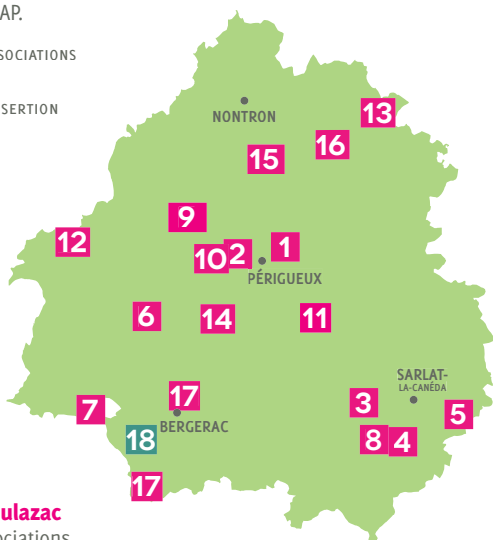 AP.
SOCIATIONS
SERTION
NONTRON
13
16
15
9
12
10
2
1
PÉRIGUEUX
6
14
11
SARLAT-
LA-CANÉDA
17
3
7
5
BERGERAC
18
8
4
17
ulazac
ociations